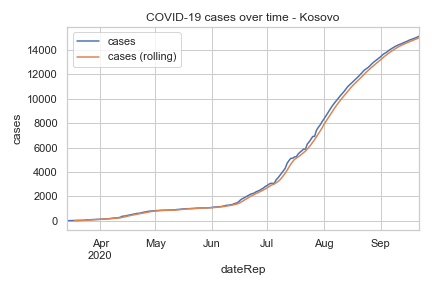 COVID-19 cases over time - Kosovo
cases
cases (rolling)
14000
12000
10000
8000
6000
4000
2000
0
cases
Apr
2020
May
Jun
Jul
Aug
Sep
dateRep